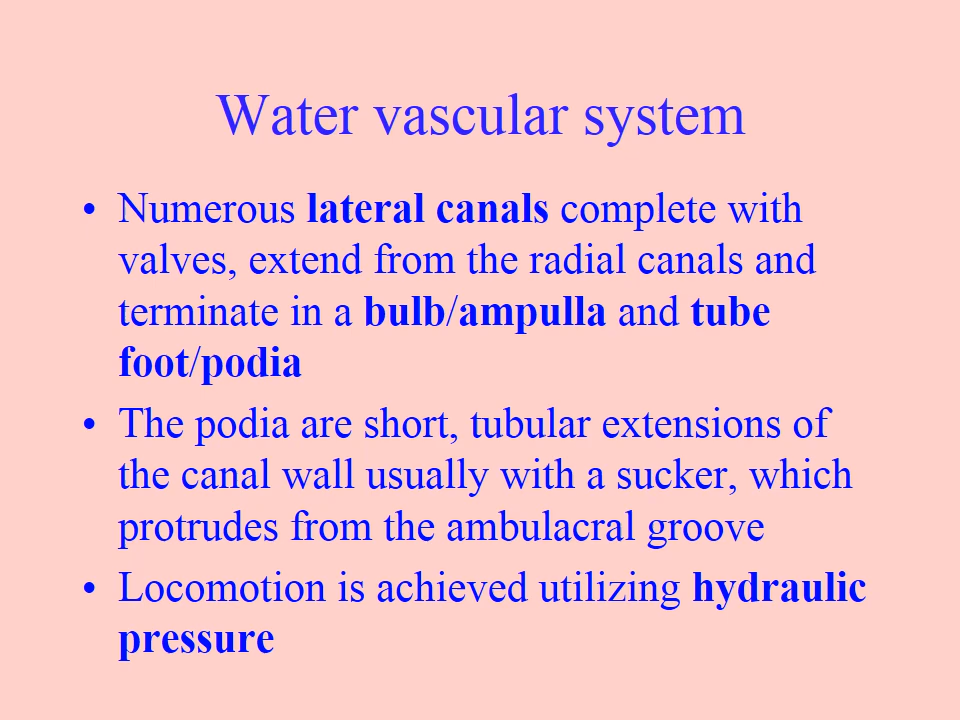 Water vascular system
• Numerous lateral canals complete with
valves, extend from the radial canals and
terminate in a bulb/ampulla and tube
foot/podia
• The podia are short, tubular extensions of
the canal wall usually with a sucker, which
protrudes from the ambulacral groove
• Locomotion is achieved utilizing hydraulic
pressure